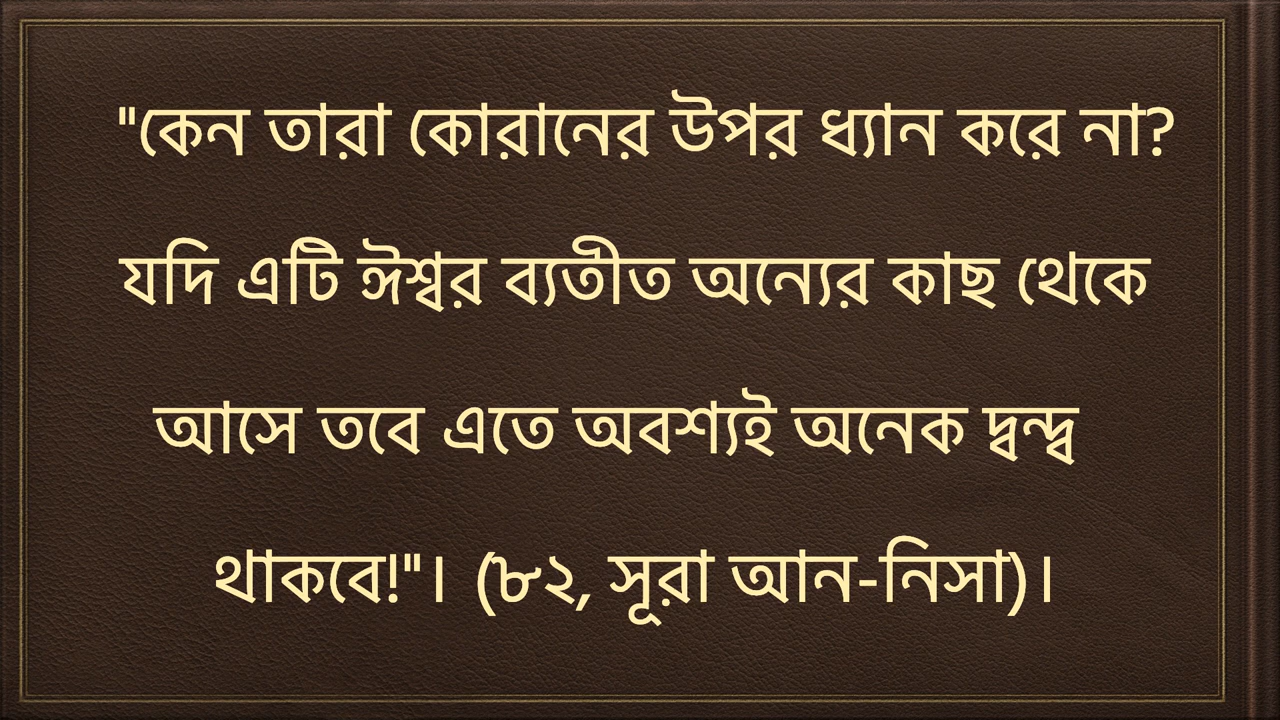 "কেন তারা কোরানের উপর ধ্যান করে না?
যদি এটি ঈশ্বর ব্যতীত অন্যের কাছ থেকে
আসে তবে এতে অবশ্যই অনেক দ্বন্দ্ব
থাকবে!"। (৮২, সূরা আন-নিসা)।